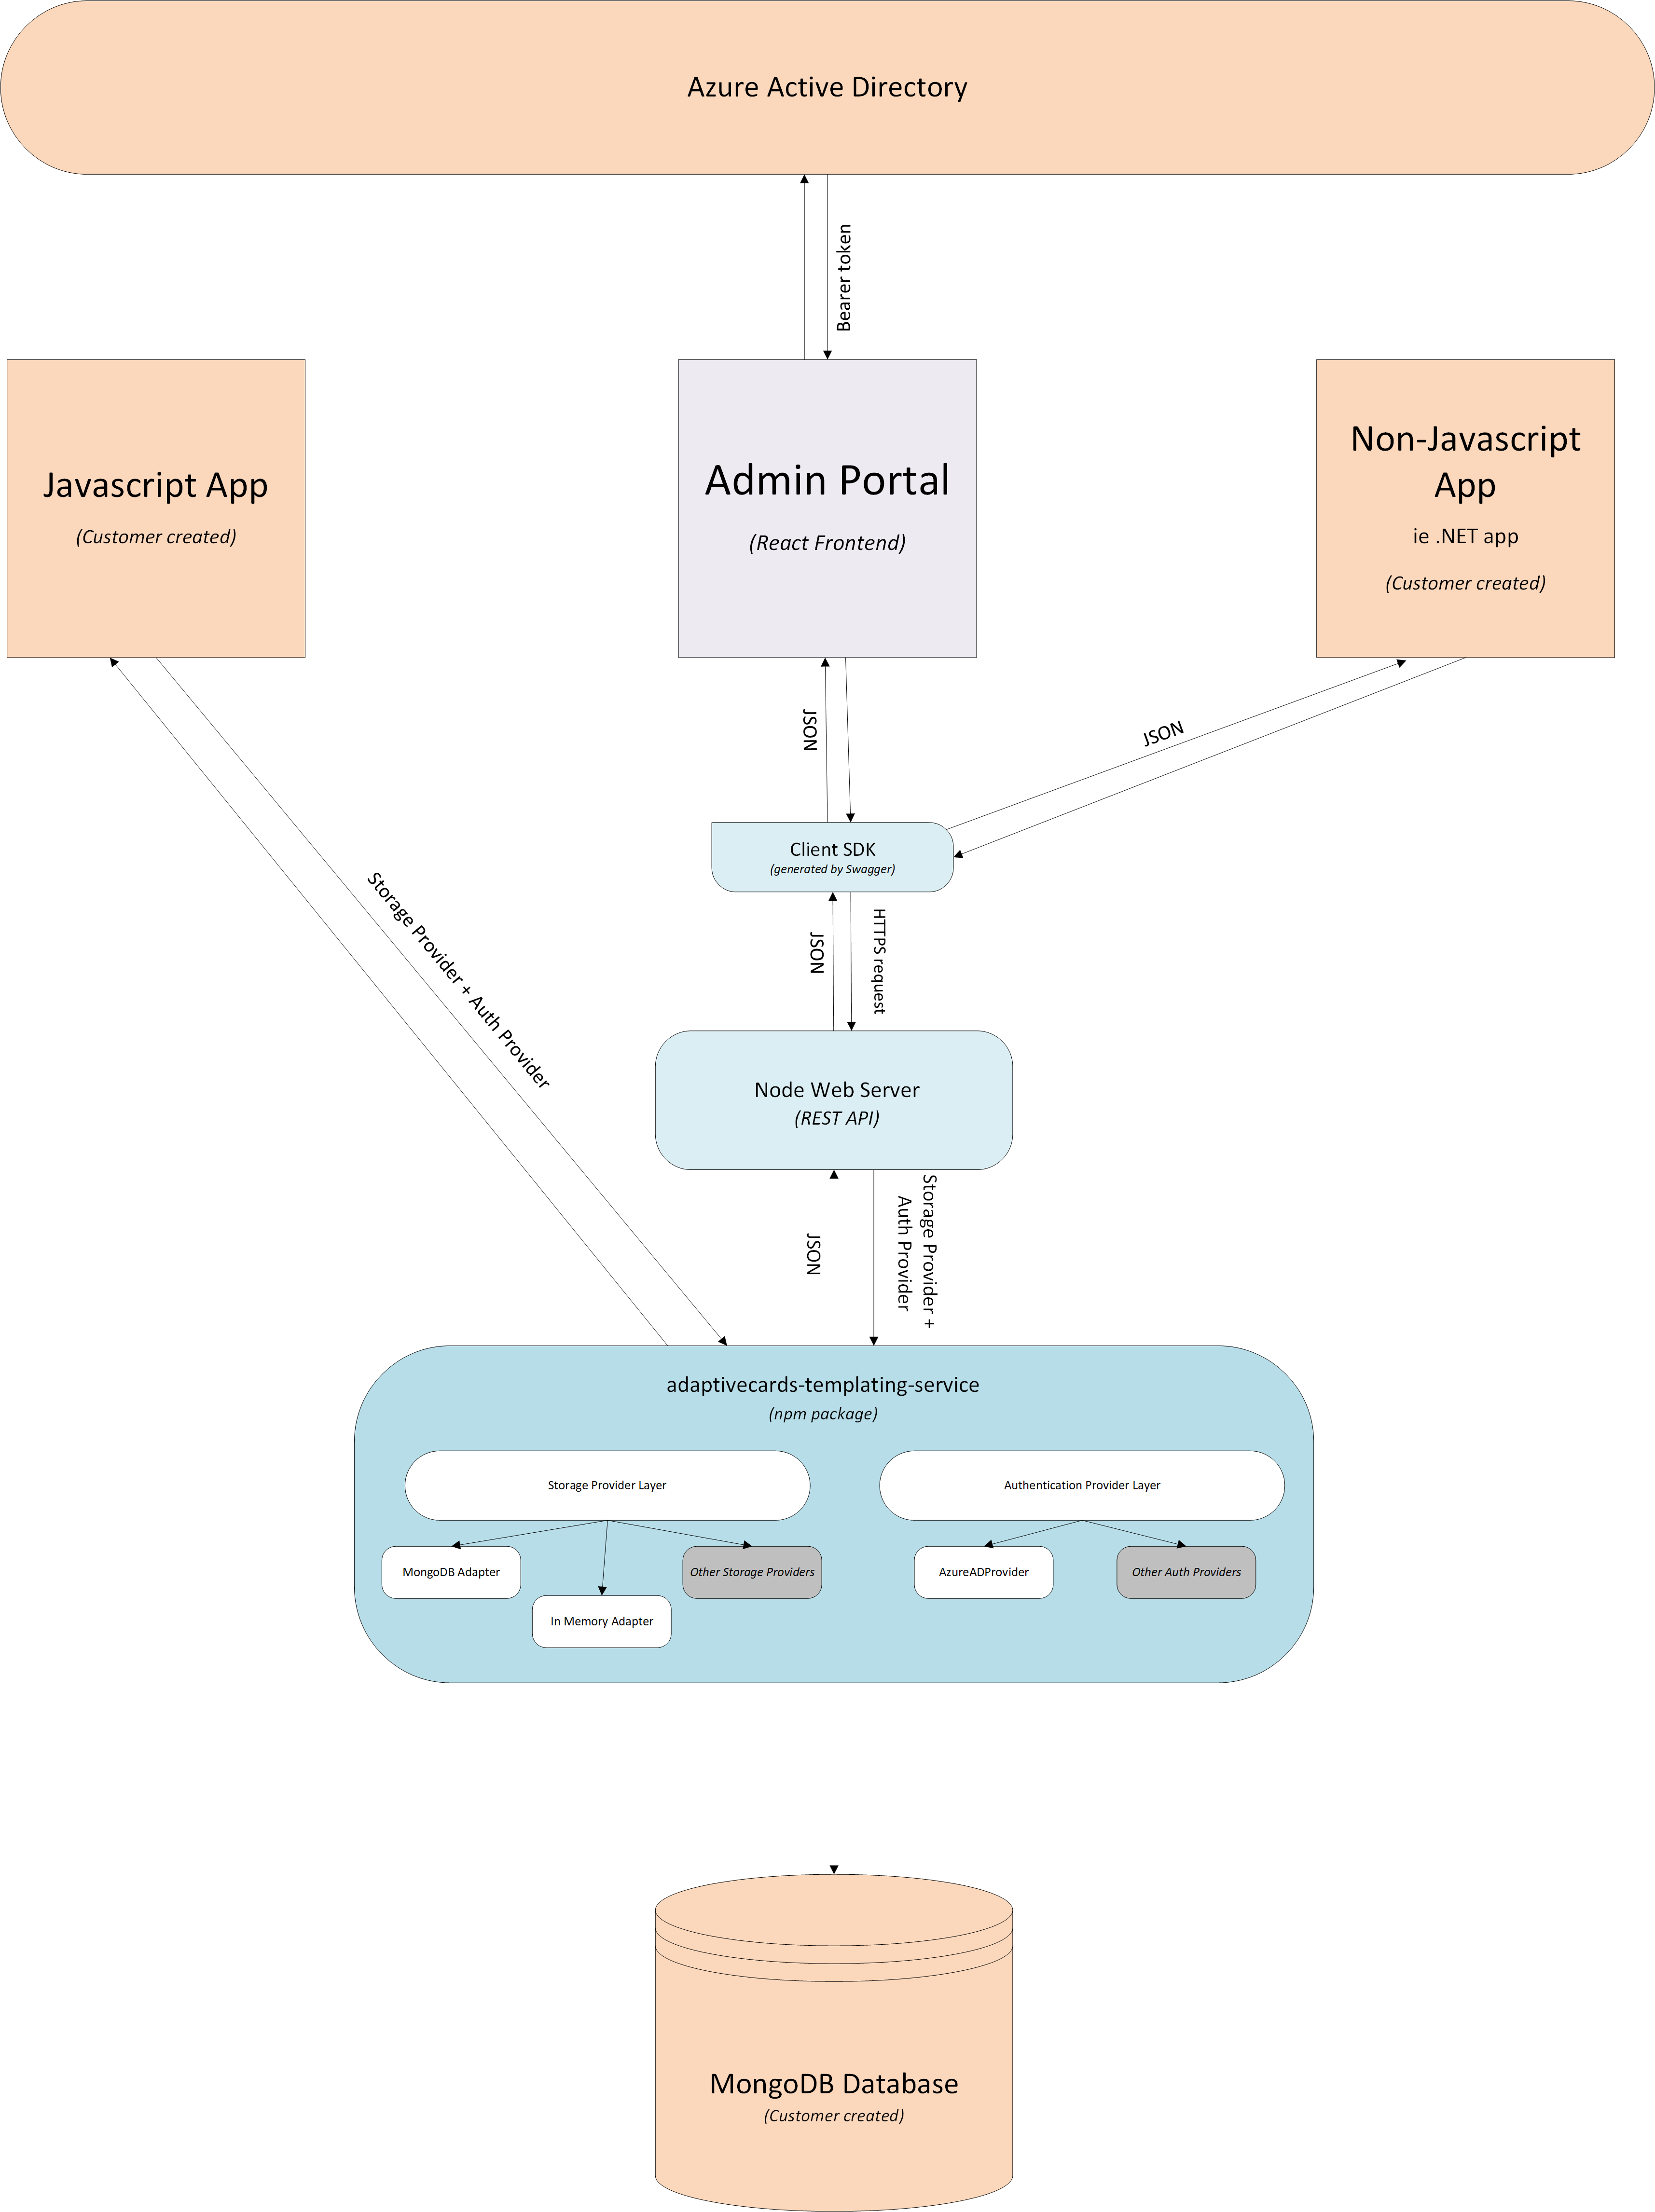 Azure Active Directory
Bearer token
Javascript App
(Customer created)
Admin Portal
(React Frontend)
Non-Javascript
App
ie .NET app
(Customer created)
JSON
JSON
Client SDK
(generated by Swagger)
Storage Provider + Auth Provider
JSON
HTTPS request
Node Web Server
(REST API)
JSON
Storage Provider +
Auth Provider
adaptivecards-templating-service
(npm package)
Storage Provider Layer
Authentication Provider Layer
MongoDB Adapter
Other Storage Providers
AzureADProvider
Other Auth Providers
In Memory Adapter
MongoDB Database
(Customer created)